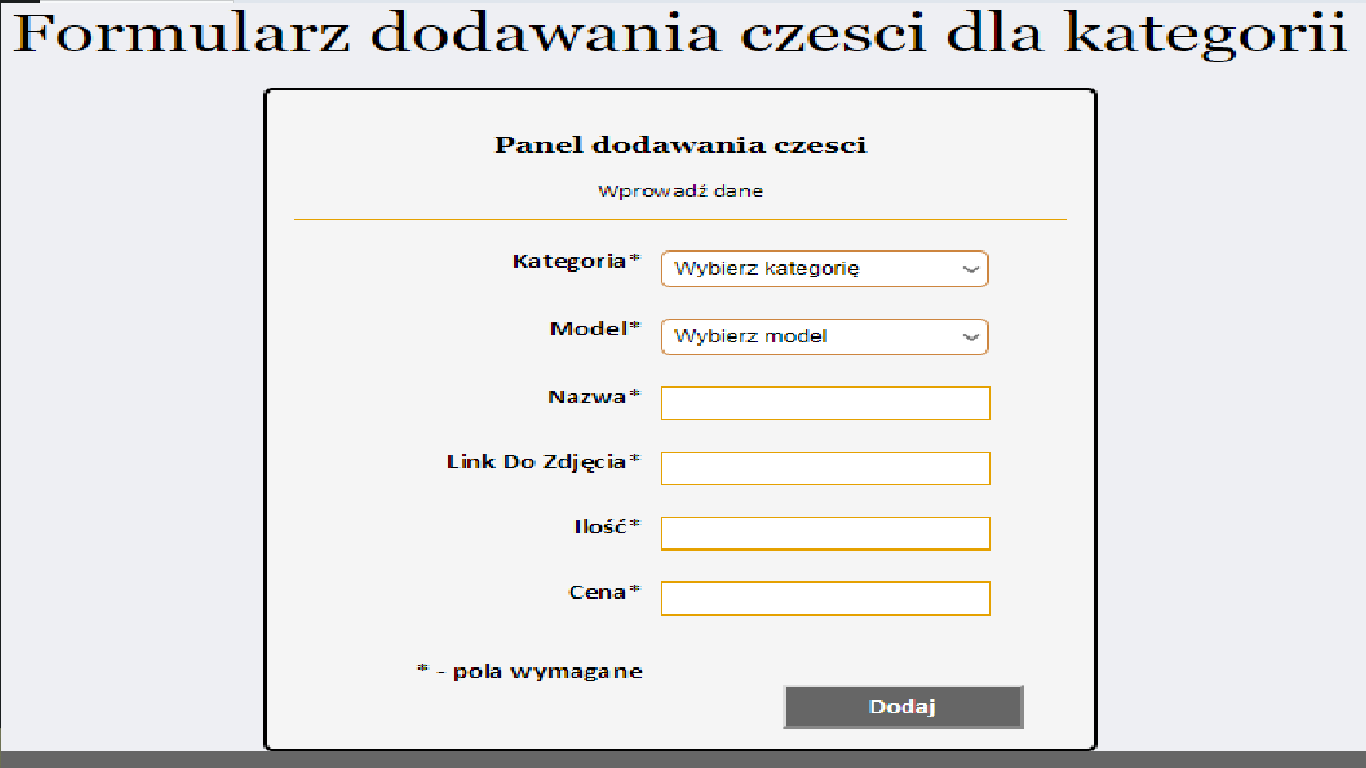 Formularz dodawania czesci dla kategorii
Panel dodawania czesci
Wprowadź dane
Kategoria* Wybierz kategorię
Model* Wybierz model
Nazwa*
Link Do Zdjęcia*
Ilość*
Cena*
* - pola wymagane
Dodaj